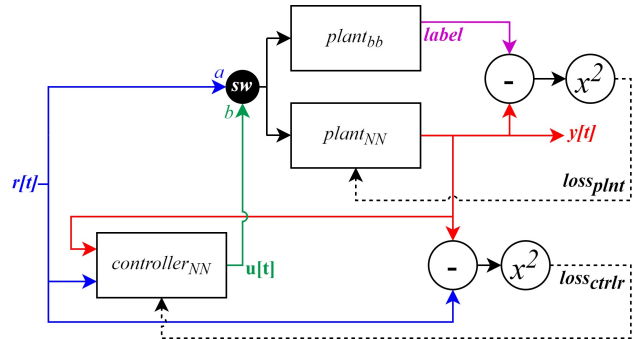 plant_bb
label
a
sw
-
x^2
b
plant_NN
y[t]
r[t]
loss_plnt
controller_NN
u[t]
-
x^2
loss_ctrlr